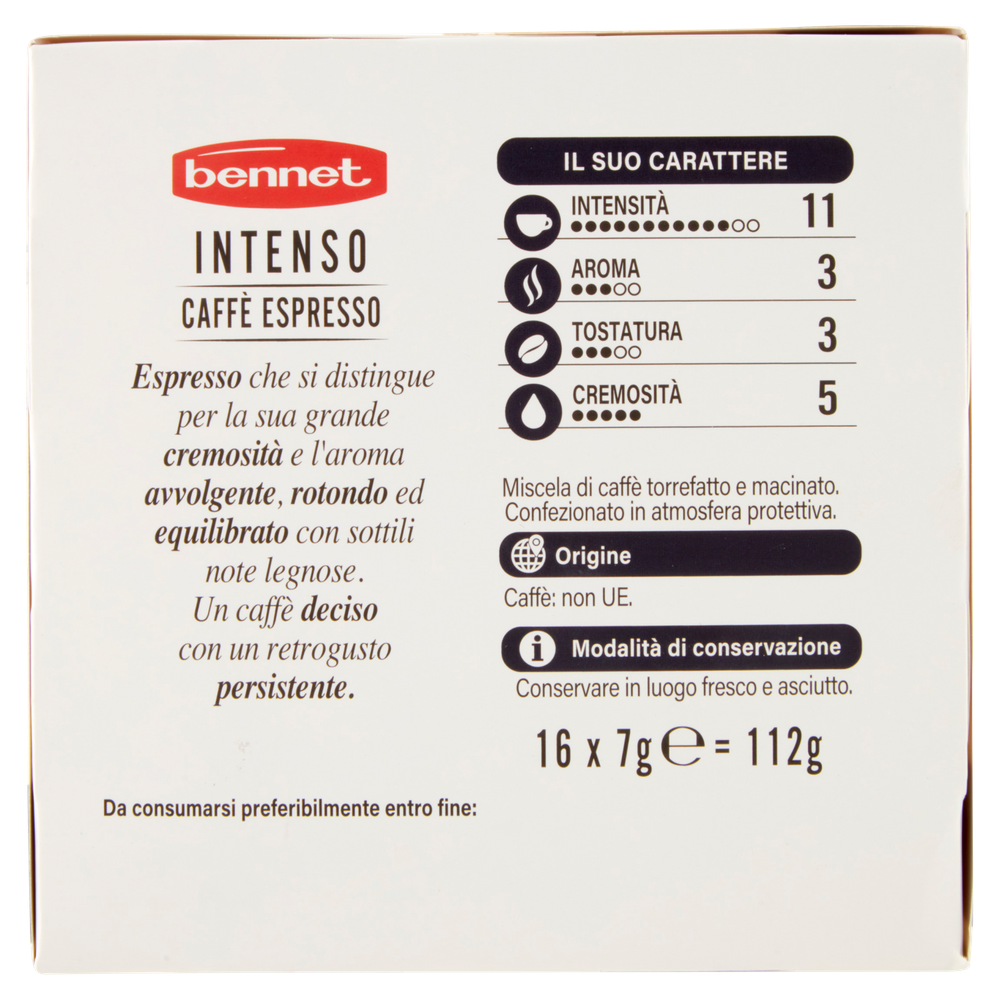 bennet
INTENSO
CAFFÈ ESPRESSO
Espresso che si distingue
per la sua grande
cremosità e l'aroma
avvolgente, rotondo ed
equilibrato con sottili
note legnose.
Un caffè deciso
con un retrogusto
persistente.
IL SUO CARATTERE
INTENSITÀ 11
AROMA 3
TOSTATURA 3
CREMOSITÀ 5
Miscela di caffè torrefatto e macinato.
Confezionato in atmosfera protettiva.
Origine
Caffè: non UE.
i Modalità di conservazione
Conservare in luogo fresco e asciutto.
16 x 7g ℮ = 112g
Da consumarsi preferibilmente entro fine: